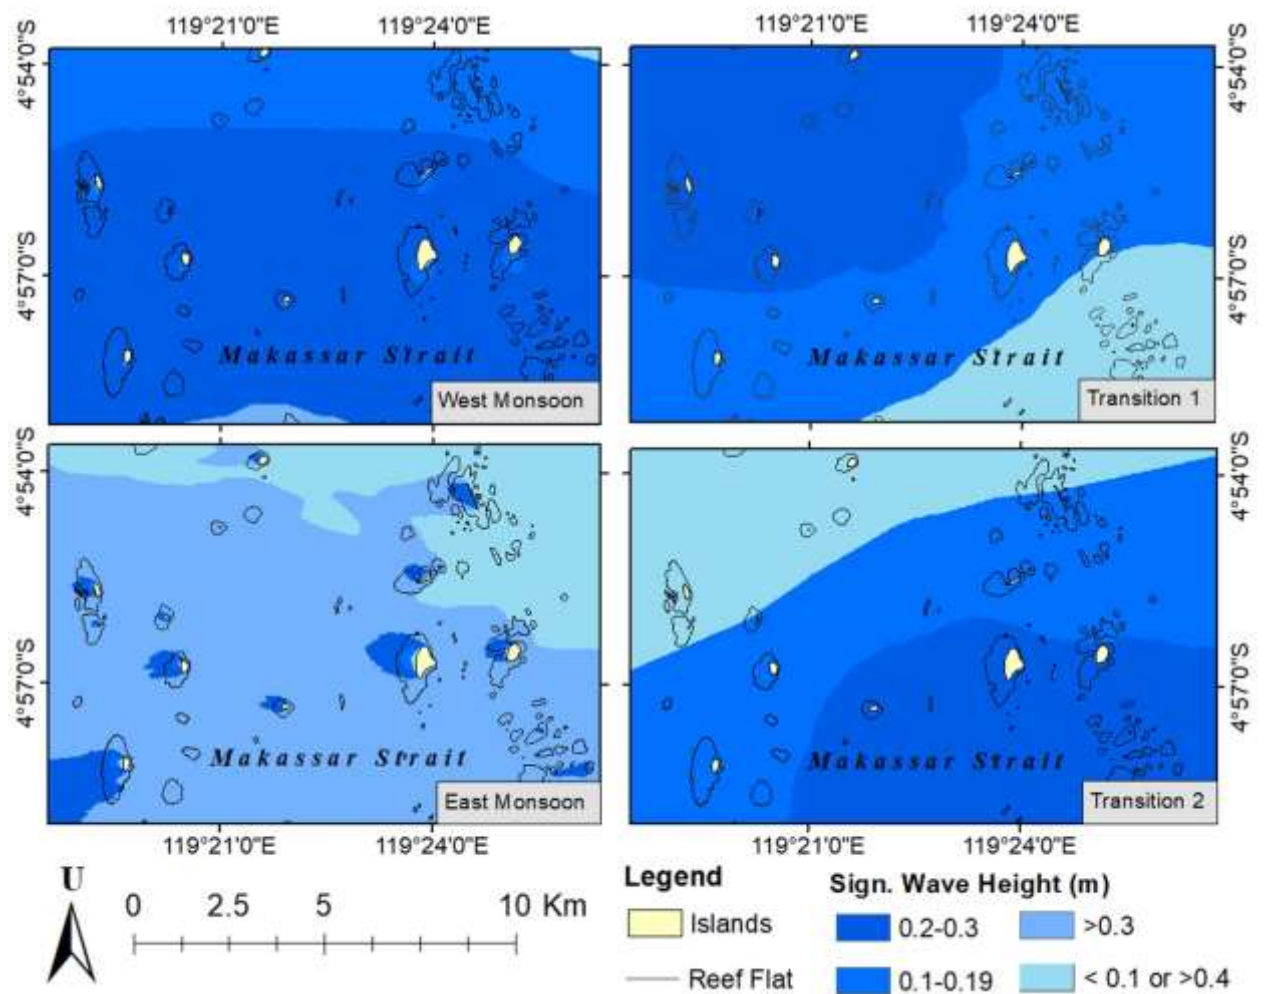 119°21'0"E 119°24'0"E 119°21'0"E 119°24'0"E
4°54'0"S 4°54'0"S
4°57'0"S 4°57'0"S
Makassar Strait Makassar Strait
West Monsoon Transition 1
4°54'0"S 4°54'0"S
4°57'0"S 4°57'0"S
Makassar Strait Makassar Strait
East Monsoon Transition 2
119°21'0"E 119°24'0"E 119°21'0"E 119°24'0"E
U
0 2.5 5 10 Km
Legend Sign. Wave Height (m)
Islands 0.2-0.3 >0.3
Reef Flat 0.1-0.19 < 0.1 or >0.4